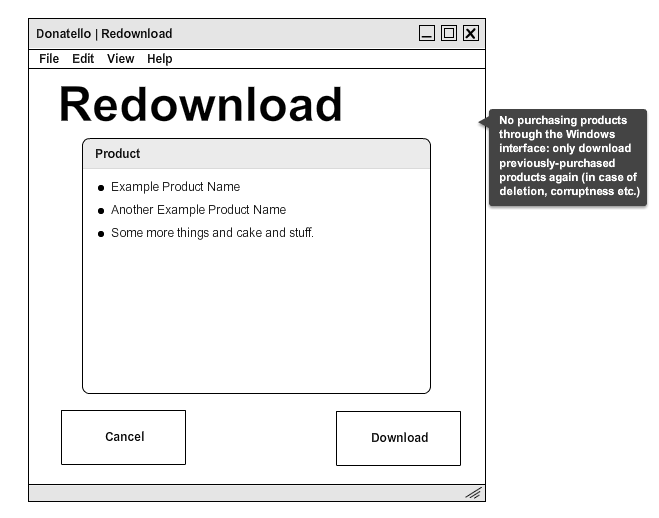 Donatello | Redownload
File Edit View Help
Redownload
No purchasing products
through the Windows
interface: only download
previously-purchased
products again (in case of
deletion, corruptness etc.)
Product
Example Product Name
Another Example Product Name
Some more things and cake and stuff.
Cancel
Download